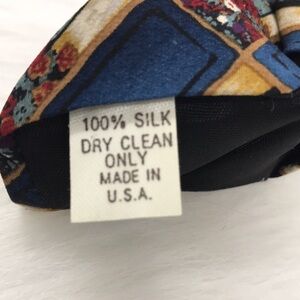 100% SILK
DRY CLEAN
ONLY
MADE IN
U.S.A.